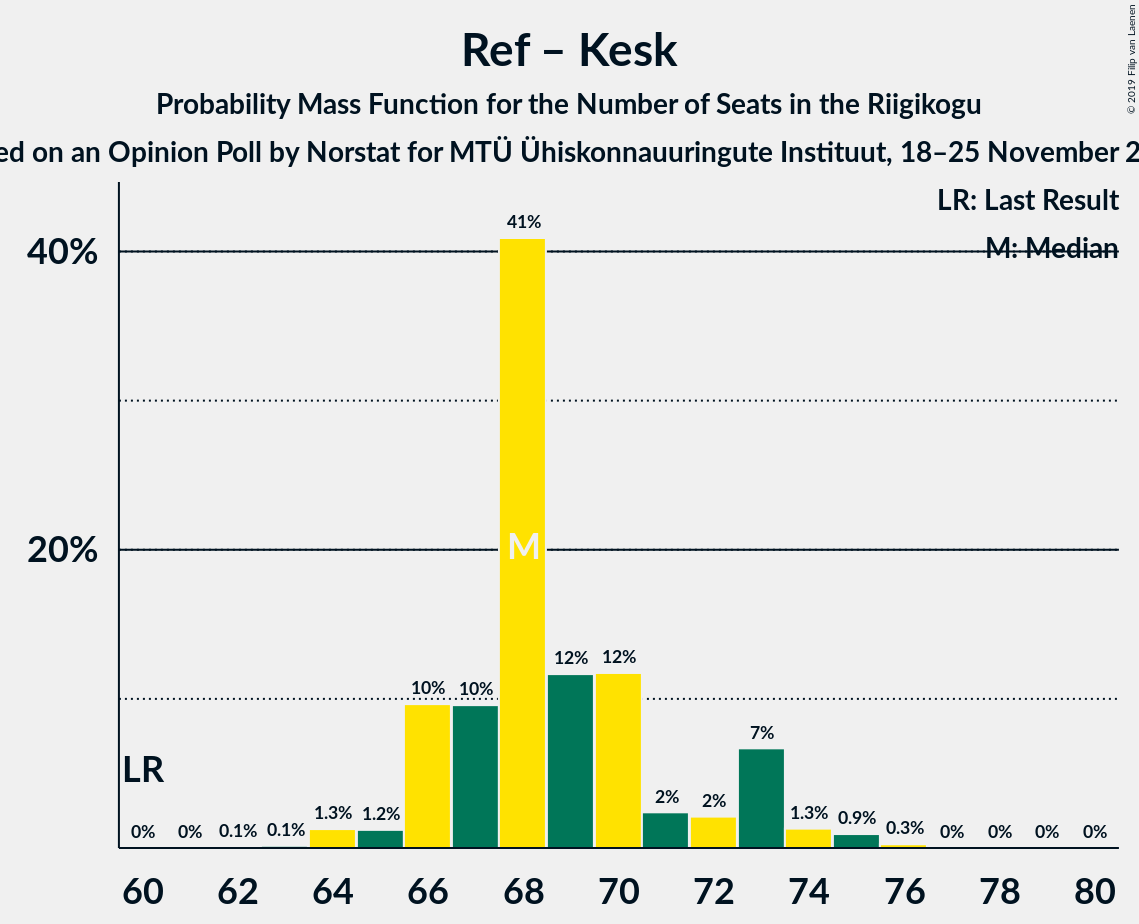 Ref – Kesk
Probability Mass Function for the Number of Seats in the Riigikogu
ed on an Opinion Poll by Norstat for MTÜ Ühiskonnauuringute Instituut, 18–25 November 2
© 2019 Filip van Laenen
LR: Last Result
M: Median
40%
20%
41%
M
12% 12%
10% 10%
7%
LR
0% 0% 0.1% 0.1% 1.3% 1.2% 2% 2% 1.3% 0.9% 0.3% 0% 0% 0% 0%
60 62 64 66 68 70 72 74 76 78 80